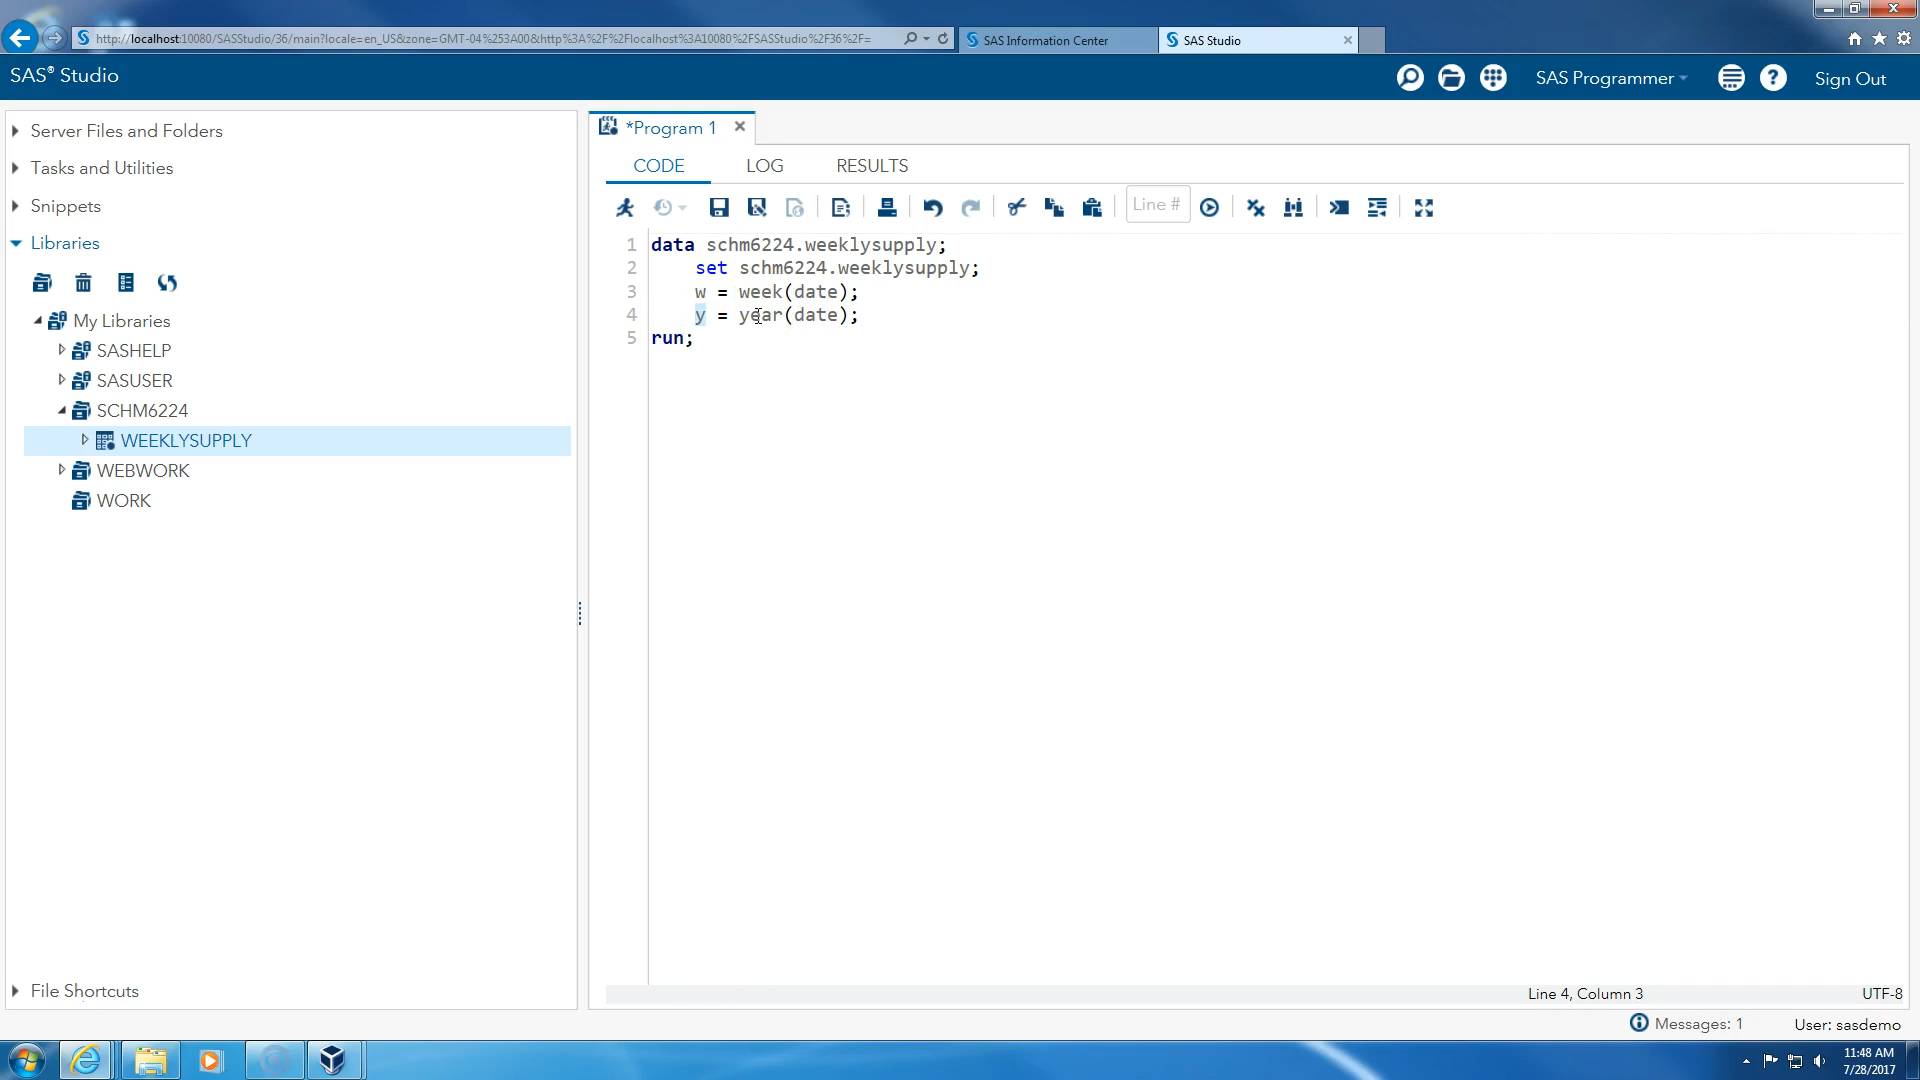 http://localhost:10080/SASStudio/36/main?locale=en_US&zone=GMT-04%253A00&http%3A%2F%2Flocalhost%3A10080%2FSASStudio%2F36%2F=
SAS Information Center
SAS Studio
SAS® Studio
SAS Programmer
Sign Out
Server Files and Folders
Tasks and Utilities
Snippets
Libraries
My Libraries
SASHELP
SASUSER
SCHM6224
WEEKLYSUPPLY
WEBWORK
WORK
File Shortcuts
*Program 1
CODE LOG RESULTS
Line #
1 data schm6224.weeklysupply;
2 set schm6224.weeklysupply;
3 w = week(date);
4 y = year(date);
5 run;
Line 4, Column 3
UTF-8
Messages: 1
User: sasdemo
11:48 AM
7/28/2017